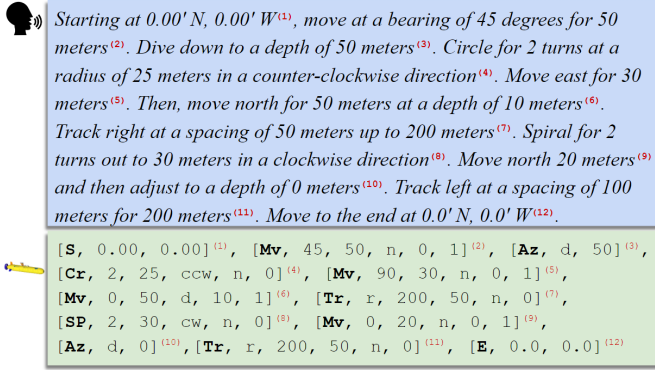 Starting at 0.00' N, 0.00' W(1), move at a bearing of 45 degrees for 50
meters(2). Dive down to a depth of 50 meters(3). Circle for 2 turns at a
radius of 25 meters in a counter-clockwise direction(4). Move east for 30
meters(5). Then, move north for 50 meters at a depth of 10 meters(6).
Track right at a spacing of 50 meters up to 200 meters(7). Spiral for 2
turns out to 30 meters in a clockwise direction(8). Move north 20 meters(9)
and then adjust to a depth of 0 meters(10). Track left at a spacing of 100
meters for 200 meters(11). Move to the end at 0.0' N, 0.0' W(12).
[S, 0.00, 0.00](1), [Mv, 45, 50, n, 0, 1](2), [Az, d, 50](3),
[Cr, 2, 25, ccw, n, 0](4), [Mv, 90, 30, n, 0, 1](5),
[Mv, 0, 50, d, 10, 1](6), [Tr, r, 200, 50, n, 0](7),
[SP, 2, 30, cw, n, 0](8), [Mv, 0, 20, n, 0, 1](9),
[Az, d, 0](10),[Tr, r, 200, 50, n, 0](11), [E, 0.0, 0.0](12)